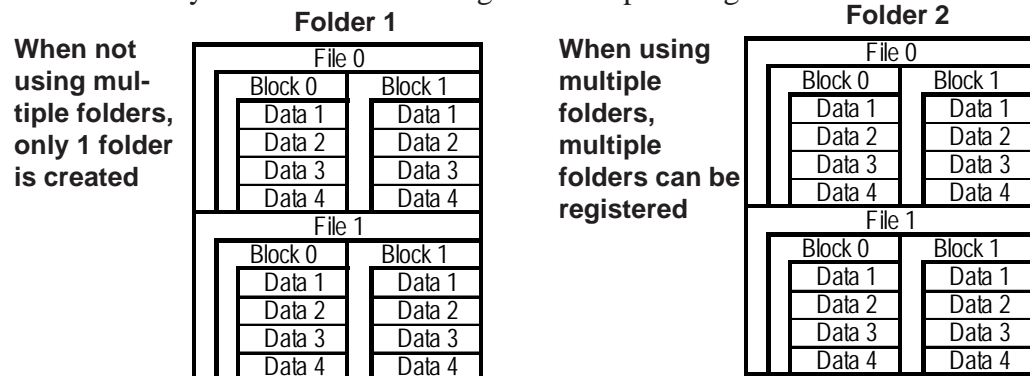 Folder 1
When not
using mul-
tiple folders,
only 1 folder
is created
File 0
Block 0 Block 1
Data 1 Data 1
Data 2 Data 2
Data 3 Data 3
Data 4 Data 4
File 1
Block 0 Block 1
Data 1 Data 1
Data 2 Data 2
Data 3 Data 3
Data 4 Data 4
Folder 2
When using
multiple
folders,
multiple
folders can be
registered
File 0
Block 0 Block 1
Data 1 Data 1
Data 2 Data 2
Data 3 Data 3
Data 4 Data 4
File 1
Block 0 Block 1
Data 1 Data 1
Data 2 Data 2
Data 3 Data 3
Data 4 Data 4